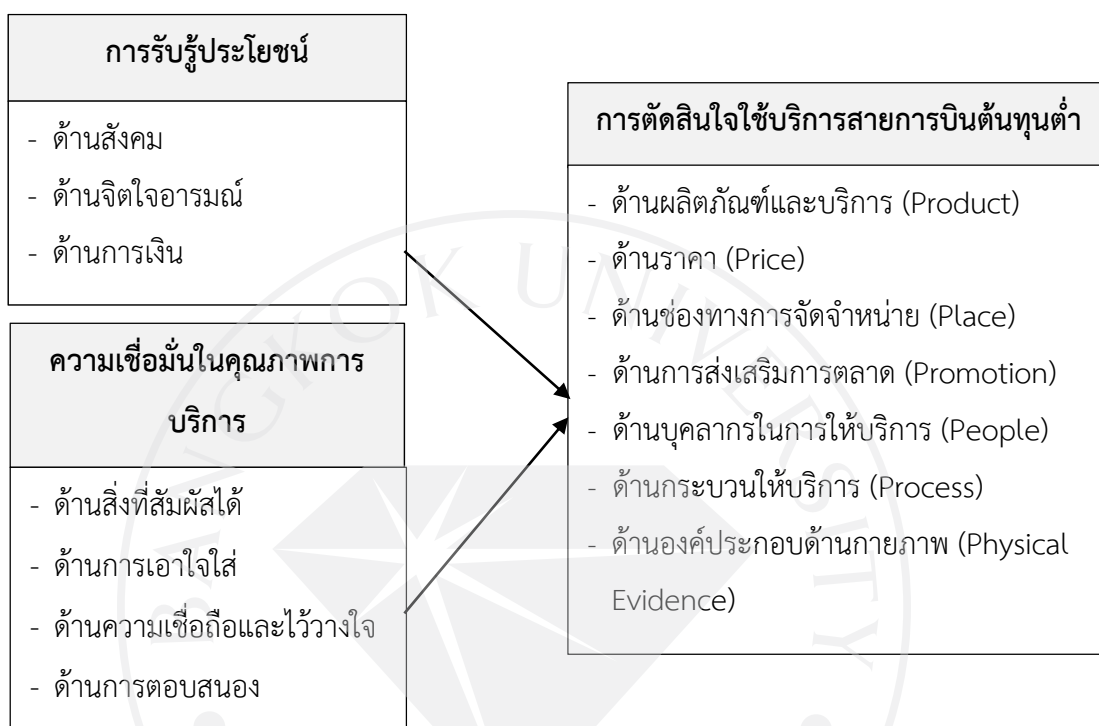 การรับรู้ประโยชน์
- ด้านสังคม
- ด้านจิตใจอารมณ์
- ด้านการเงิน
ความเชื่อมั่นในคุณภาพการ
บริการ
- ด้านสิ่งที่สัมผัสได้
- ด้านการเอาใจใส่
- ด้านความเชื่อถือและไว้วางใจ
- ด้านการตอบสนอง
การตัดสินใจใช้บริการสายการบินต้นทุนต่ำ
- ด้านผลิตภัณฑ์และบริการ (Product)
- ด้านราคา (Price)
- ด้านช่องทางการจัดจำหน่าย (Place)
- ด้านการส่งเสริมการตลาด (Promotion)
- ด้านบุคลากรในการให้บริการ (People)
- ด้านกระบวนให้บริการ (Process)
- ด้านองค์ประกอบด้านกายภาพ (Physical
Evidence)
BANGKOK UNIVERSITY